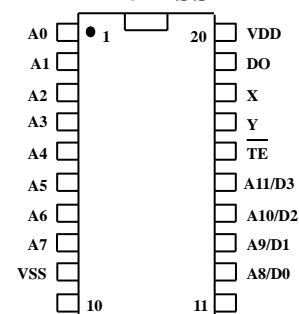 A0 1 20 VDD
A1 DO
A2 X
A3 Y
A4 TE
A5 A11/D3
A6 A10/D2
A7 A9/D1
VSS A8/D0
10 11